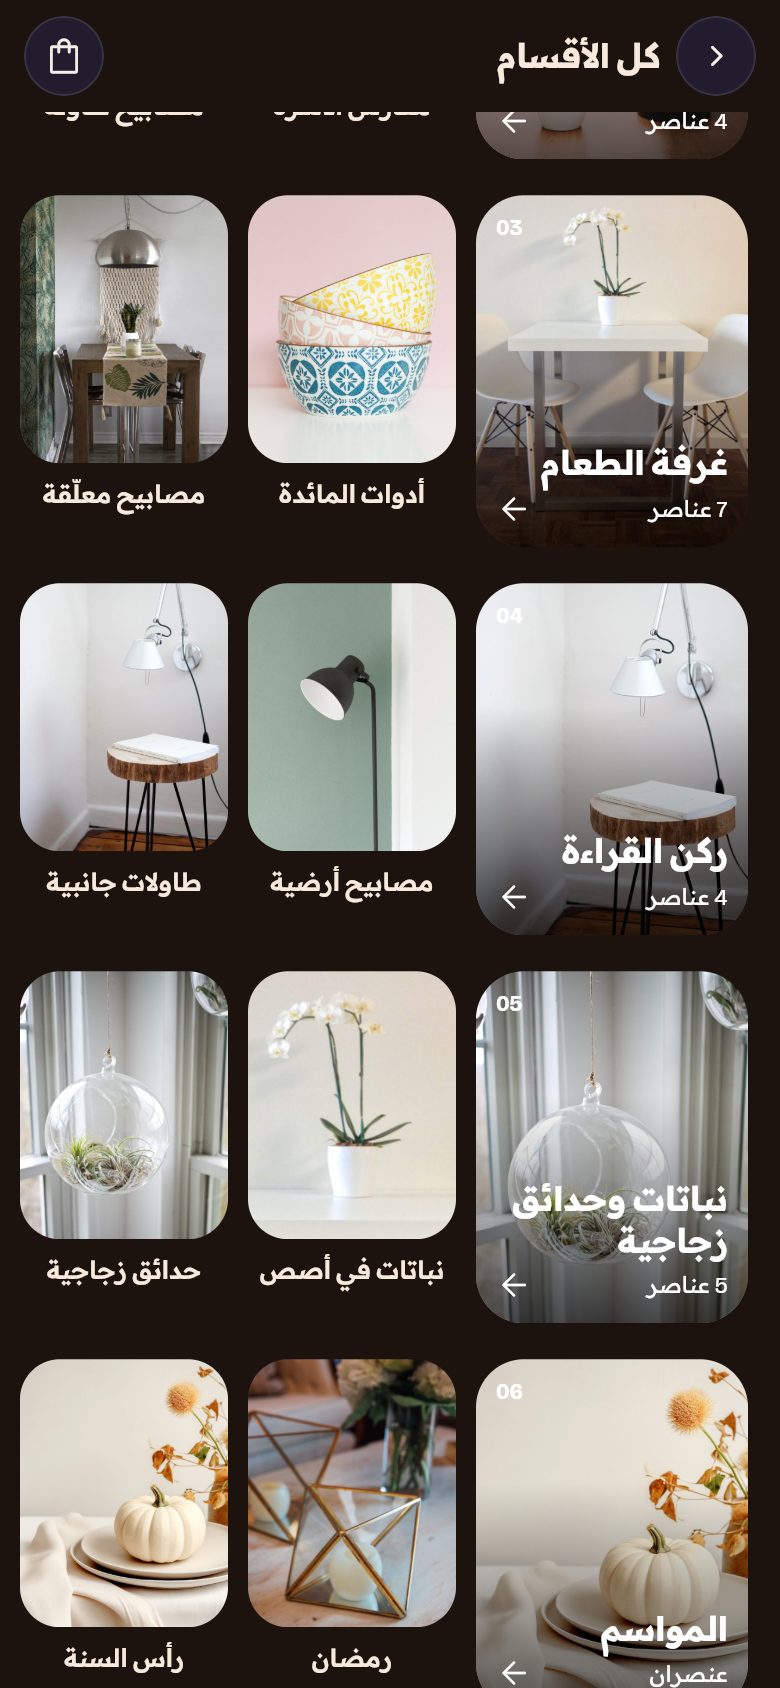 كل الأقسام
4 عناصر
03
غرفة الطعام
7 عناصر
أدوات المائدة
مصابيح معلّقة
04
ركن القراءة
4 عناصر
مصابيح أرضية
طاولات جانبية
05
نباتات وحدائق
زجاجية
5 عناصر
نباتات في أصص
حدائق زجاجية
06
المواسم
عنصران
رمضان
رأس السنة